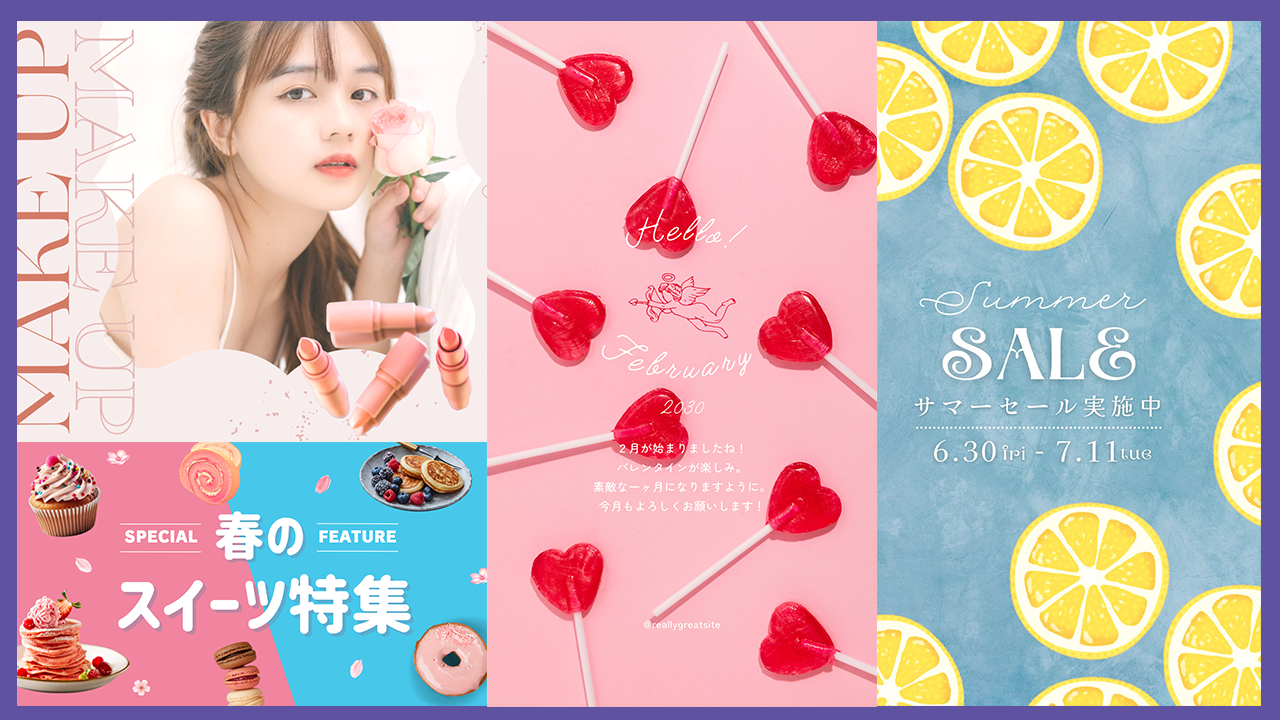 MAKE UP
MAKE UP
SPECIAL 春の FEATURE
スイーツ特集
Hello!
February
2030
2月が始まりましたね!
バレンタインが楽しみ。
素敵な一ヶ月になりますように。
今月もよろしくお願いします!
@reallygreatsite
Summer
SALE
サマーセール実施中
6.30 fri - 7.11 tue